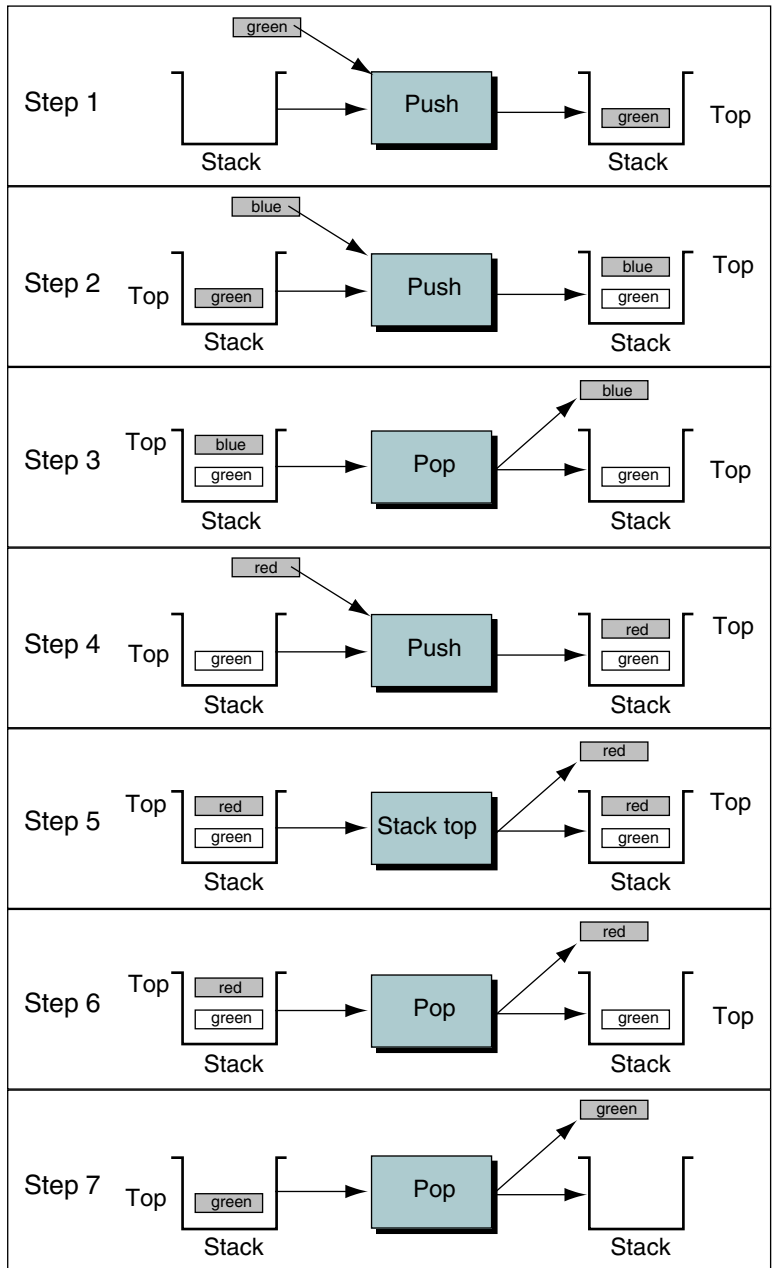 green
Step 1
Push
green
Top
Stack
Stack
blue
Step 2
Top
green
Push
blue
green
Top
Stack
Stack
blue
Step 3
Top
blue
green
Pop
green
Top
Stack
Stack
red
Step 4
Top
green
Push
red
green
Top
Stack
Stack
red
Step 5
Top
red
green
Stack top
red
green
Top
Stack
Stack
red
Step 6
Top
red
green
Pop
green
Top
Stack
Stack
green
Step 7
Top
green
Pop
Stack
Stack